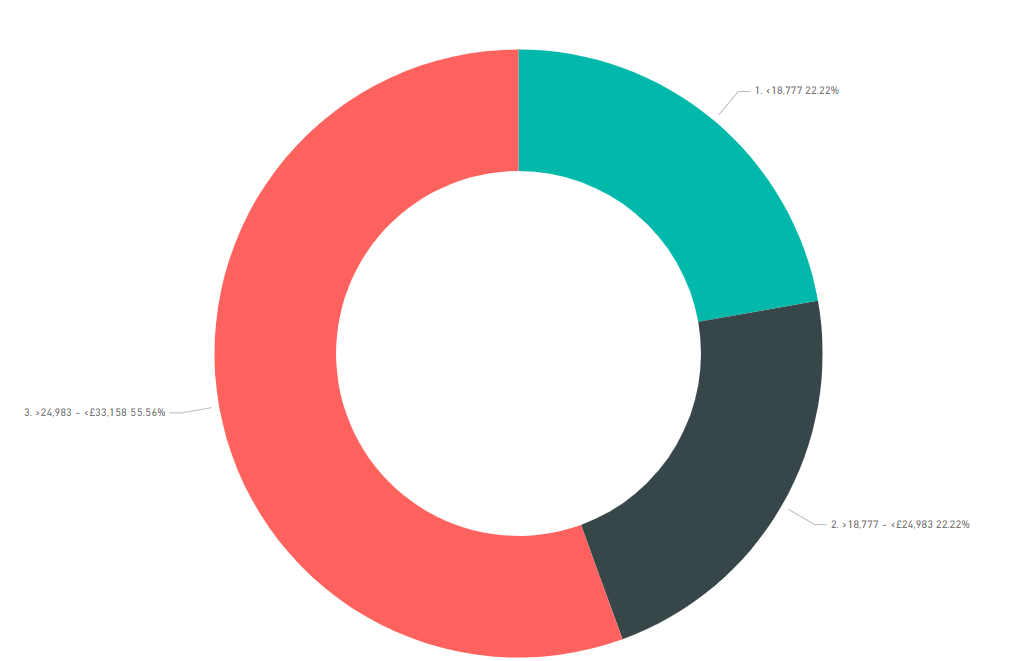 1. <18,777 22.22%
3. >24,983 - <£33,158 55.56%
2. >18,777 - <£24,983 22.22%